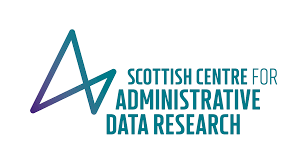 SCOTTISH CENTRE FOR
ADMINISTRATIVE
DATA RESEARCH